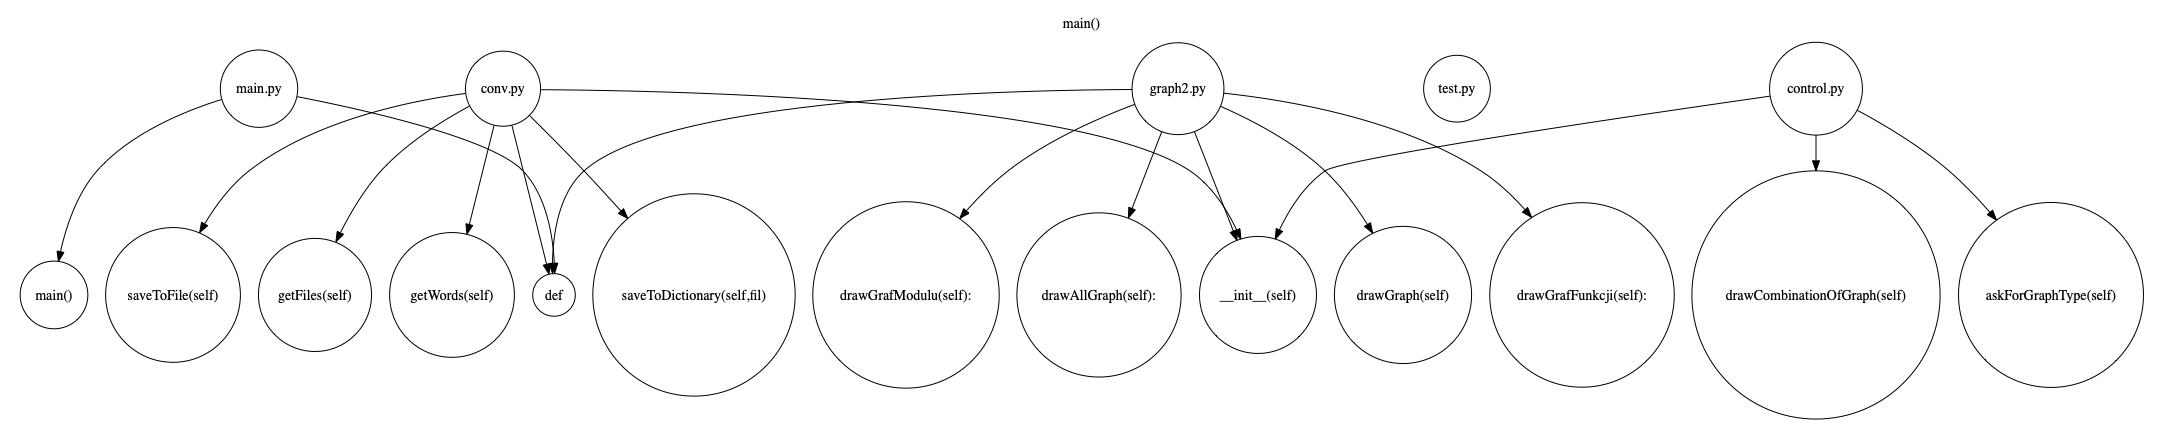 main()
main.py
conv.py
graph2.py
test.py
control.py
main()
saveToFile(self)
getFiles(self)
getWords(self)
def
saveToDictionary(self,fil)
drawGrafModulu(self):
drawAllGraph(self):
__init__(self)
drawGraph(self)
drawGrafFunkcji(self):
drawCombinationOfGraph(self)
askForGraphType(self)